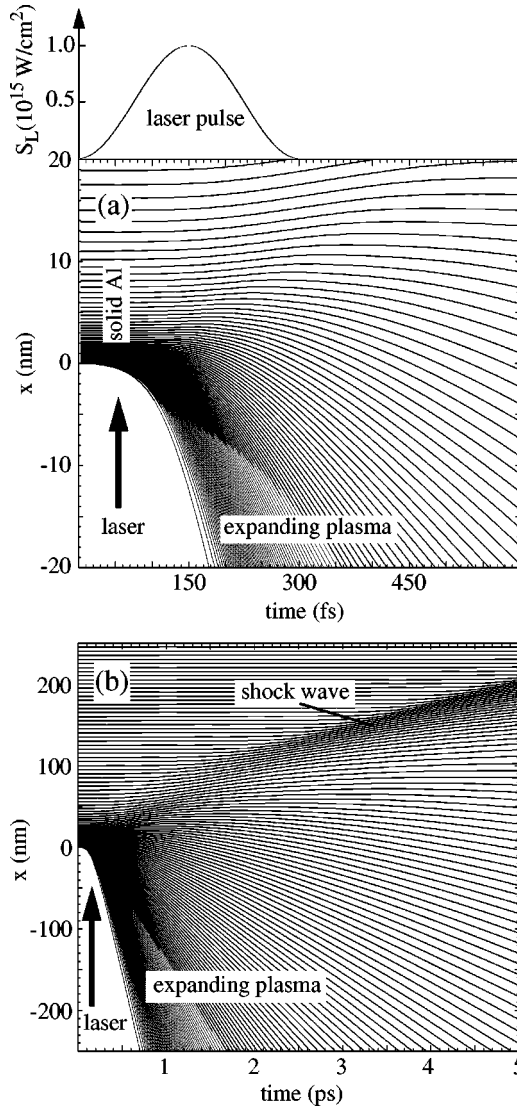 S_L(10^15 W/cm^2)
1.0
0.5
laser pulse
20
(a)
10
solid Al
x (nm)
0
-10
laser
expanding plasma
-20
150
300
450
time (fs)
(b)
200
shock wave
100
x (nm)
0
-100
expanding plasma
-200
laser
1
2
3
4
5
time (ps)